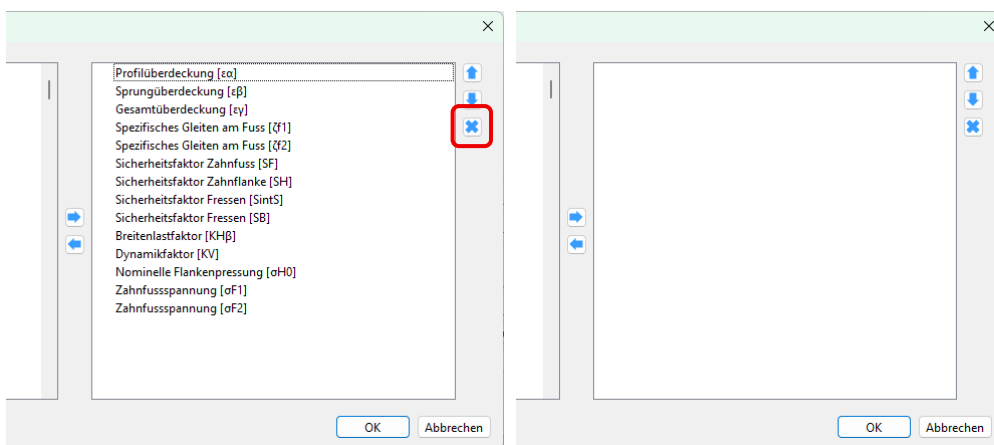 Profilüberdeckung [εα]
Sprungüberdeckung [εβ]
Gesamtüberdeckung [εγ]
Spezifisches Gleiten am Fuss [ζf1]
Spezifisches Gleiten am Fuss [ζf2]
Sicherheitsfaktor Zahnfuss [SF]
Sicherheitsfaktor Zahnflanke [SH]
Sicherheitsfaktor Fressen [SintS]
Sicherheitsfaktor Fressen [SB]
Breitenlastfaktor [KHβ]
Dynamikfaktor [KV]
Nominelle Flankenpressung [σH0]
Zahnfussspannung [σF1]
Zahnfussspannung [σF2]
OK
Abbrechen
OK
Abbrechen